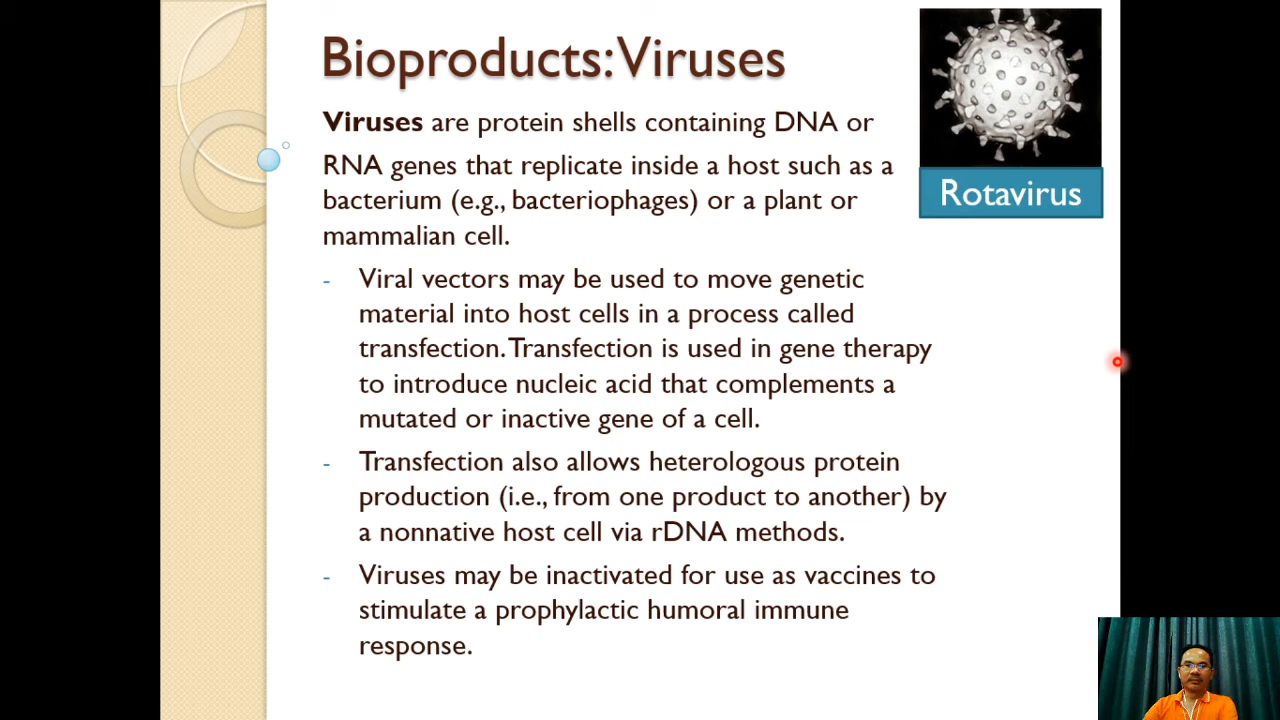 Bioproducts: Viruses
Viruses are protein shells containing DNA or
RNA genes that replicate inside a host such as a
bacterium (e.g., bacteriophages) or a plant or
mammalian cell.
- Viral vectors may be used to move genetic
material into host cells in a process called
transfection. Transfection is used in gene therapy
to introduce nucleic acid that complements a
mutated or inactive gene of a cell.
- Transfection also allows heterologous protein
production (i.e., from one product to another) by
a nonnative host cell via rDNA methods.
- Viruses may be inactivated for use as vaccines to
stimulate a prophylactic humoral immune
response.
Rotavirus